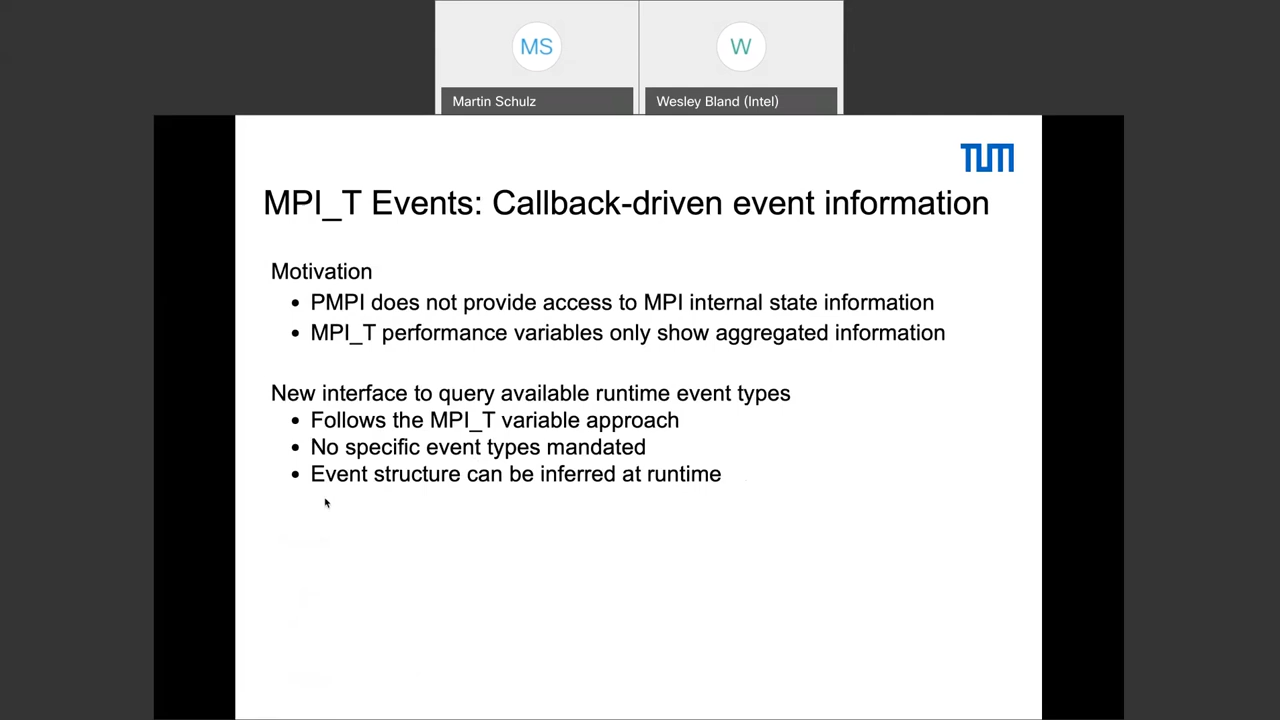 MS
W
Martin Schulz
Wesley Bland (Intel)
TUM
MPI_T Events: Callback-driven event information
Motivation
• PMPI does not provide access to MPI internal state information
• MPI_T performance variables only show aggregated information
New interface to query available runtime event types
• Follows the MPI_T variable approach
• No specific event types mandated
• Event structure can be inferred at runtime